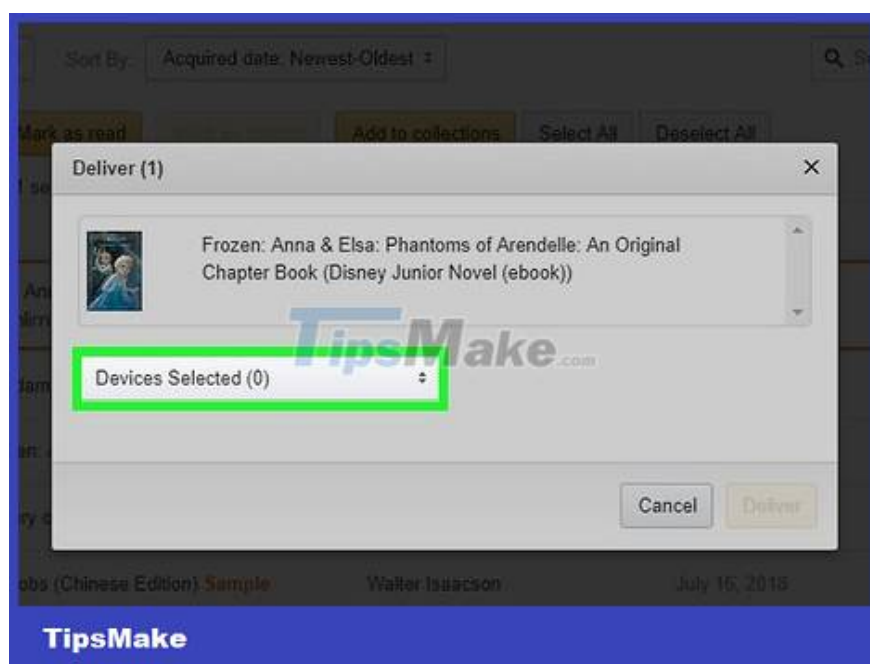 Sort By: Acquired date: Newest-Oldest
Mark as read Add to collections Select All Deselect All
Deliver (1) ×
Frozen: Anna & Elsa: Phantoms of Arendelle: An Original
Chapter Book (Disney Junior Novel (ebook))
TipsMake.com
Devices Selected (0)
Cancel Deliver
obs (Chinese Edition) Sample Walter Isaacson July 15, 2018
TipsMake